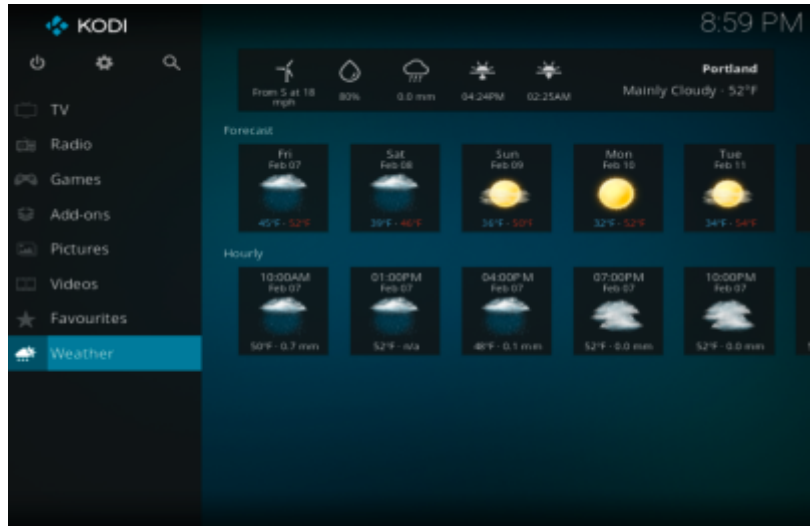 KODI
8:59 PM
TV
Radio
Games
Add-ons
Pictures
Videos
Favourites
Weather
From S at 18
mph
80%
0.0 mm
04:24PM
02:25AM
Portland
Mainly Cloudy · 52°F
Forecast
Fri
Feb 07
45°F · 52°F
Sat
Feb 08
39°F · 46°F
Sun
Feb 09
36°F · 50°F
Mon
Feb 10
32°F · 52°F
Tue
Feb 11
34°F · 54°F
Hourly
10:00AM
Feb 07
50°F · 0.7 mm
01:00PM
Feb 07
52°F · n/a
04:00PM
Feb 07
48°F · 0.1 mm
07:00PM
Feb 07
52°F · 0.0 mm
10:00PM
Feb 07
52°F · 0.0 mm